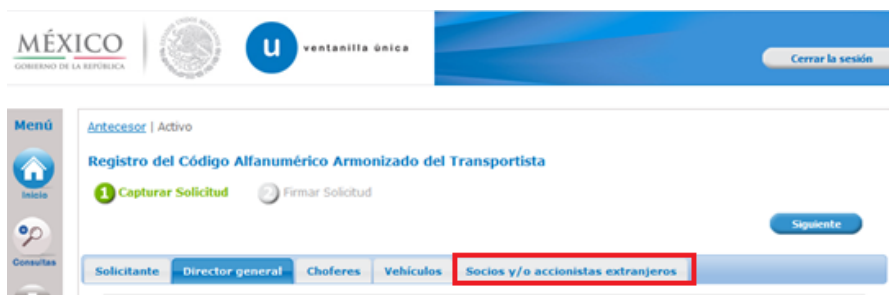 MÉXICO
GOBIERNO DE LA REPÚBLICA
u
ventanilla única
Cerrar la sesión
Menú
Antecesor | Activo
Registro del Código Alfanumérico Armonizado del Transportista
Inicio
1 Capturar Solicitud
2 Firmar Solicitud
Siguiente
Consultas
Solicitante
Director general
Choferes
Vehículos
Socios y/o accionistas extranjeros